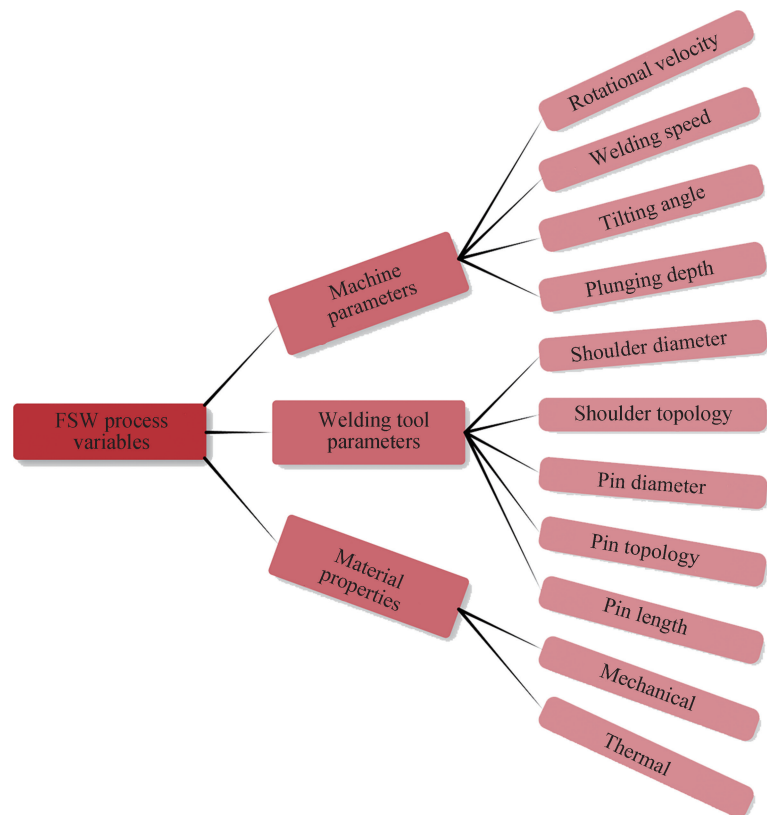 FSW process
variables
Machine
parameters
Rotational velocity
Welding speed
Tilting angle
Plunging depth
Welding tool
parameters
Shoulder diameter
Shoulder topology
Pin diameter
Pin topology
Pin length
Material
properties
Mechanical
Thermal